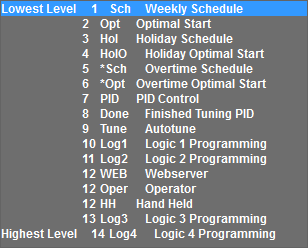 Lowest Level 1 Sch Weekly Schedule
2 Opt Optimal Start
3 Hol Holiday Schedule
4 HolO Holiday Optimal Start
5 *Sch Overtime Schedule
6 *Opt Overtime Optimal Start
7 PID PID Control
8 Done Finished Tuning PID
9 Tune Autotune
10 Log1 Logic 1 Programming
11 Log2 Logic 2 Programming
12 WEB Webserver
12 Oper Operator
12 HH Hand Held
13 Log3 Logic 3 Programming
Highest Level 14 Log4 Logic 4 Programming